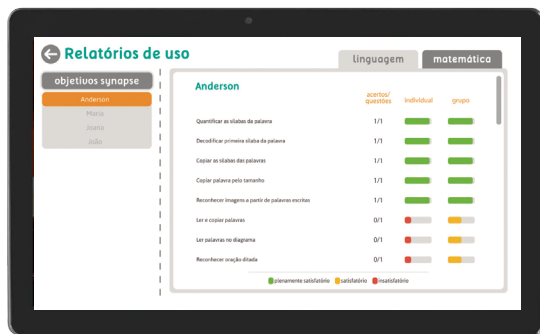 Relatórios de uso
linguagem
matemática
objetivos synapse
Anderson
Maria
Joana
João
Anderson
acertos/
questões
individual
grupo
Quantificar as sílabas da palavra 1/1
Decodificar primeira sílaba da palavra 1/1
Copiar as sílabas das palavras 1/1
Copiar palavra pelo tamanho 1/1
Reconhecer imagens a partir de palavras escritas 1/1
Ler e copiar palavras 0/1
Ler palavras no diagrama 0/1
Reconhecer oração ditada 0/1
plenamente satisfatório satisfatório insatisfatório